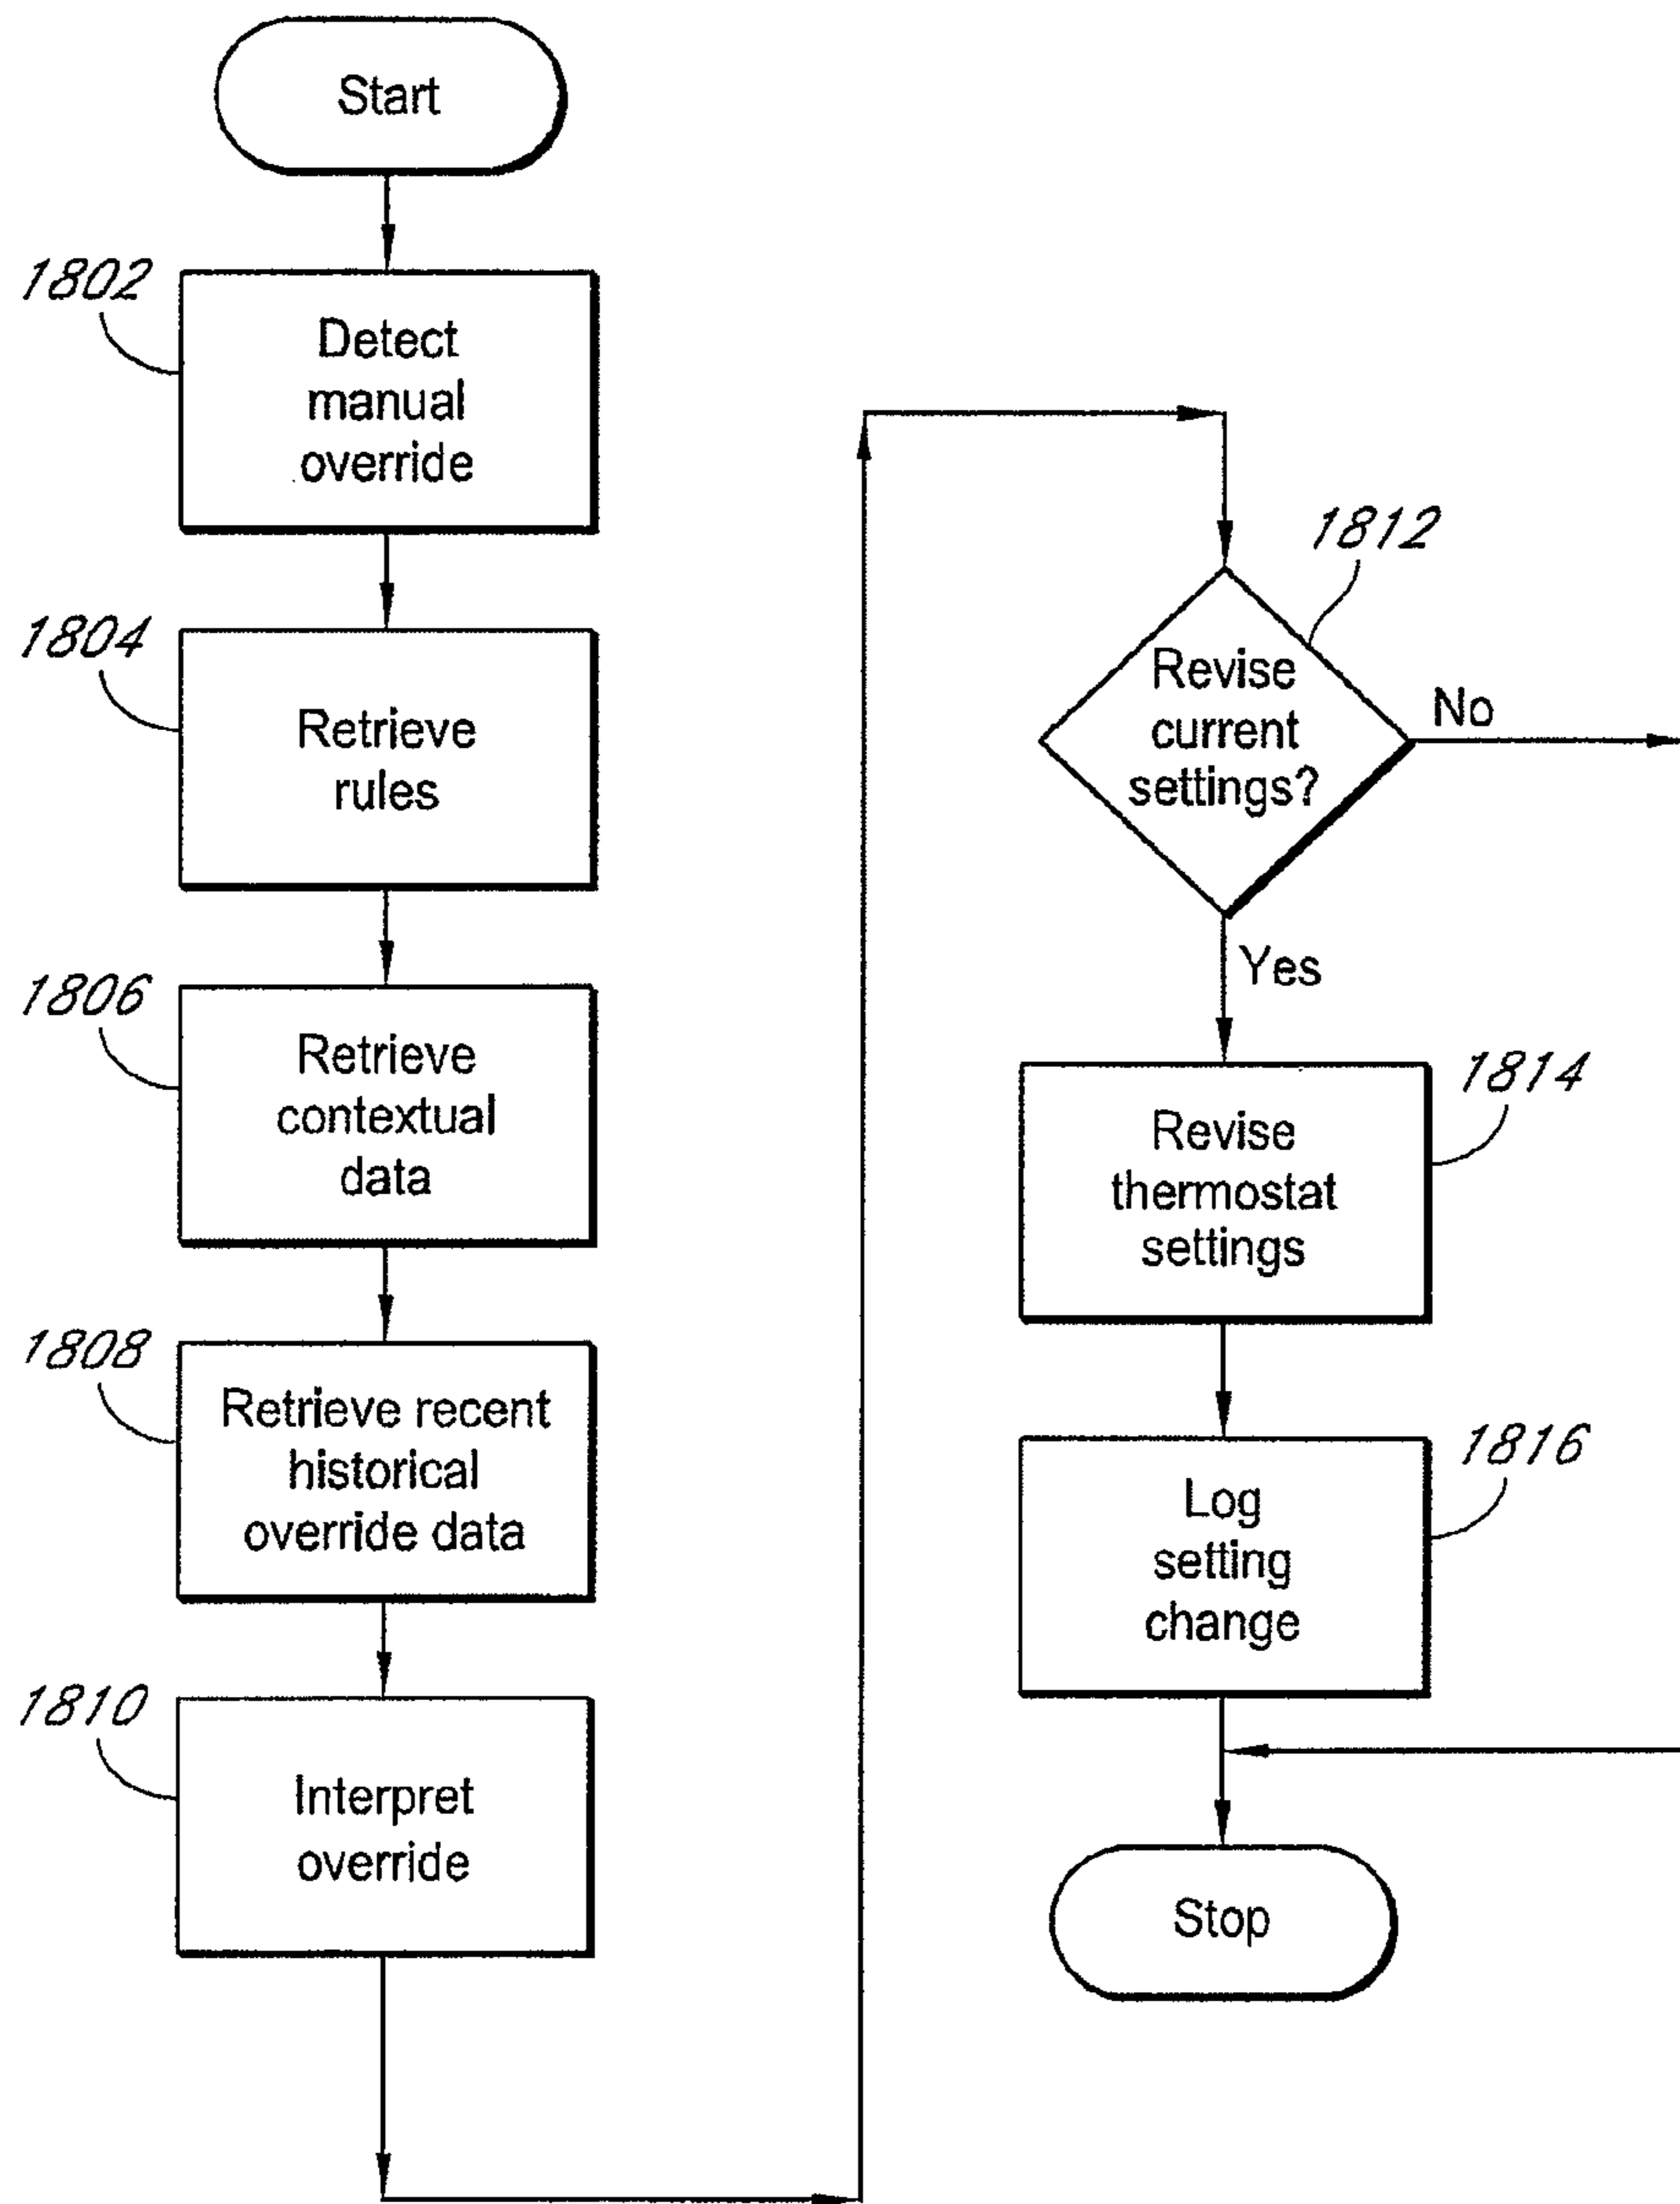 Start
1802
Detect
manual
override
1804
Retrieve
rules
1806
Retrieve
contextual
data
1808
Retrieve recent
historical
override data
1810
Interpret
override
1812
Revise
current
settings?
No
Yes
1814
Revise
thermostat
settings
1816
Log
setting
change
Stop